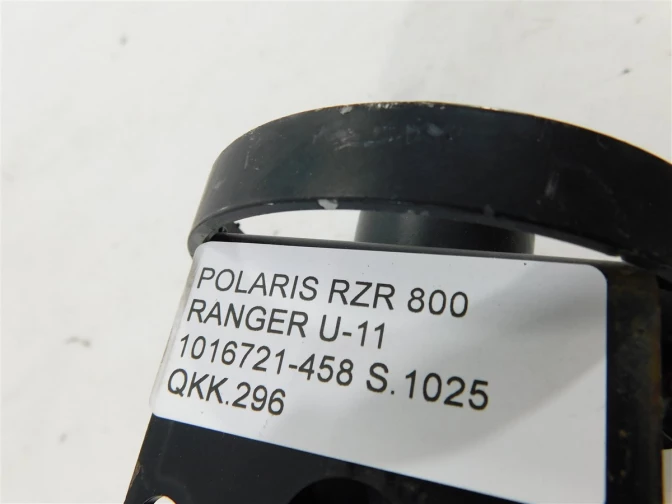 POLARIS RZR 800
RANGER U-11
1016721-458 S.1025
QKK.296